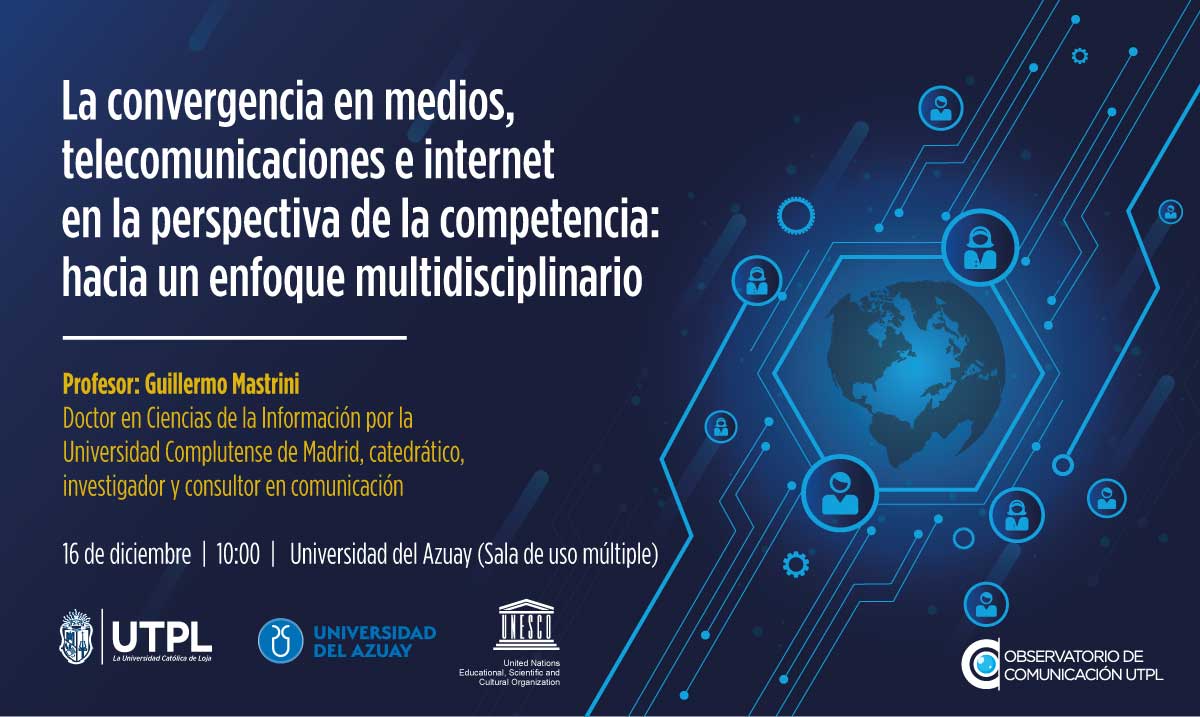 La convergencia en medios,
telecomunicaciones e internet
en la perspectiva de la competencia:
hacia un enfoque multidisciplinario
Profesor: Guillermo Mastrini
Doctor en Ciencias de la Información por la
Universidad Complutense de Madrid, catedrático,
investigador y consultor en comunicación
16 de diciembre | 10:00 | Universidad del Azuay (Sala de uso múltiple)
UTPL
La Universidad Católica de Loja
UNIVERSIDAD
DEL AZUAY
UNESCO
United Nations
Educational, Scientific and
Cultural Organization
OBSERVATORIO DE
COMUNICACIÓN UTPL